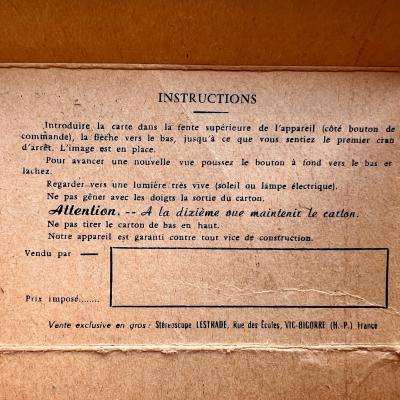 INSTRUCTIONS
Introduire la carte dans la fente supérieure de l'appareil (côté bouton de
commande), la flèche vers le bas, jusqu'à ce que vous sentiez le premier cran
d'arrêt. L'image est en place.
Pour avancer une nouvelle vue poussez le bouton à fond vers le bas et
lachez.
Regarder vers une lumière très vive (soleil ou lampe électrique).
Ne pas gêner avec les doigts la sortie du carton.
Attention. -- A la dixième vue maintenir le carton.
Ne pas tirer le carton de bas en haut.
Notre appareil est garanti contre tout vice de construction.
Vendu par —
Prix imposé........
Vente exclusive en gros : Stéréoscope LESTRADE, Rue des Écoles, VIC-BIGORRE (H.-P.) France